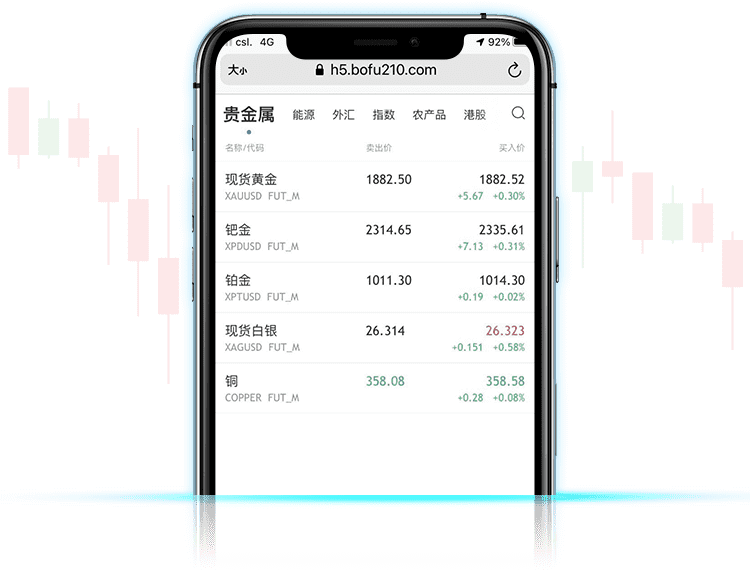 csl. 4G 92%
大小 h5.bofu210.com
贵金属 能源 外汇 指数 农产品 港股
名称/代码 卖出价 买入价
现货黄金 1882.50 1882.52
XAUUSD FUT_M +5.67 +0.30%
钯金 2314.65 2335.61
XPDUSD FUT_M +7.13 +0.31%
铂金 1011.30 1014.30
XPTUSD FUT_M +0.19 +0.02%
现货白银 26.314 26.323
XAGUSD FUT_M +0.151 +0.58%
铜 358.08 358.58
COPPER FUT_M +0.28 +0.08%